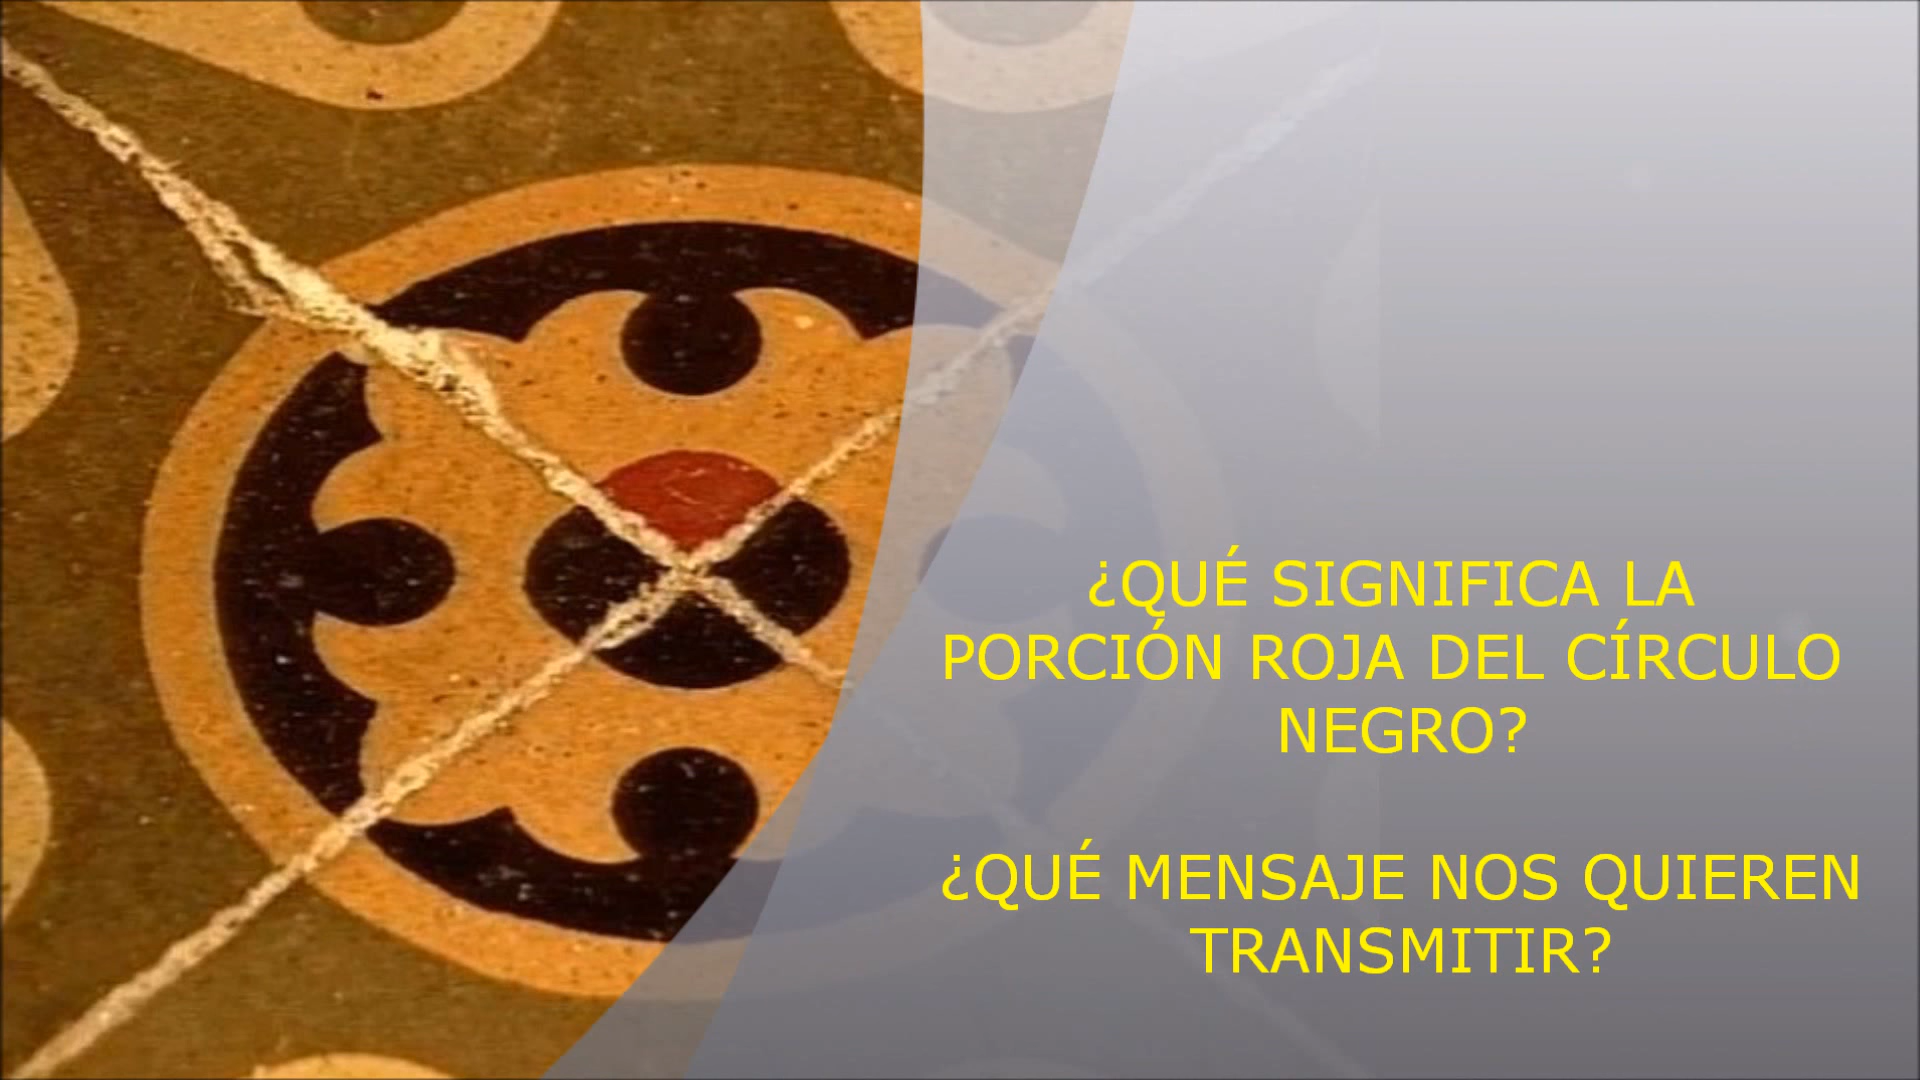 ¿QUÉ SIGNIFICA LA
PORCIÓN ROJA DEL CÍRCULO
NEGRO?
¿QUÉ MENSAJE NOS QUIEREN
TRANSMITIR?